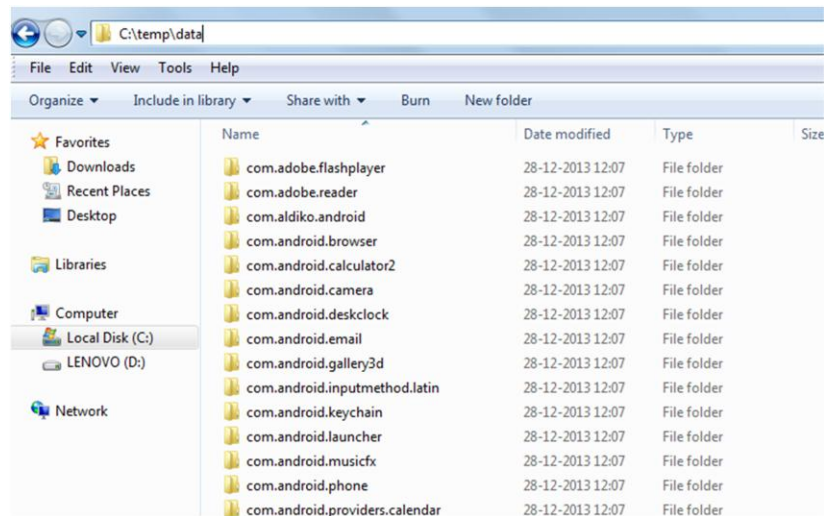 C:\temp\data
File Edit View Tools Help
Organize Include in library Share with Burn New folder
Favorites
Downloads
Recent Places
Desktop
Libraries
Computer
Local Disk (C:)
LENOVO (D:)
Network
Name Date modified Type Size
com.adobe.flashplayer 28-12-2013 12:07 File folder
com.adobe.reader 28-12-2013 12:07 File folder
com.aldiko.android 28-12-2013 12:07 File folder
com.android.browser 28-12-2013 12:07 File folder
com.android.calculator2 28-12-2013 12:07 File folder
com.android.camera 28-12-2013 12:07 File folder
com.android.deskclock 28-12-2013 12:07 File folder
com.android.email 28-12-2013 12:07 File folder
com.android.gallery3d 28-12-2013 12:07 File folder
com.android.inputmethod.latin 28-12-2013 12:07 File folder
com.android.keychain 28-12-2013 12:07 File folder
com.android.launcher 28-12-2013 12:07 File folder
com.android.musicfx 28-12-2013 12:07 File folder
com.android.phone 28-12-2013 12:07 File folder
com.android.providers.calendar 28-12-2013 12:07 File folder